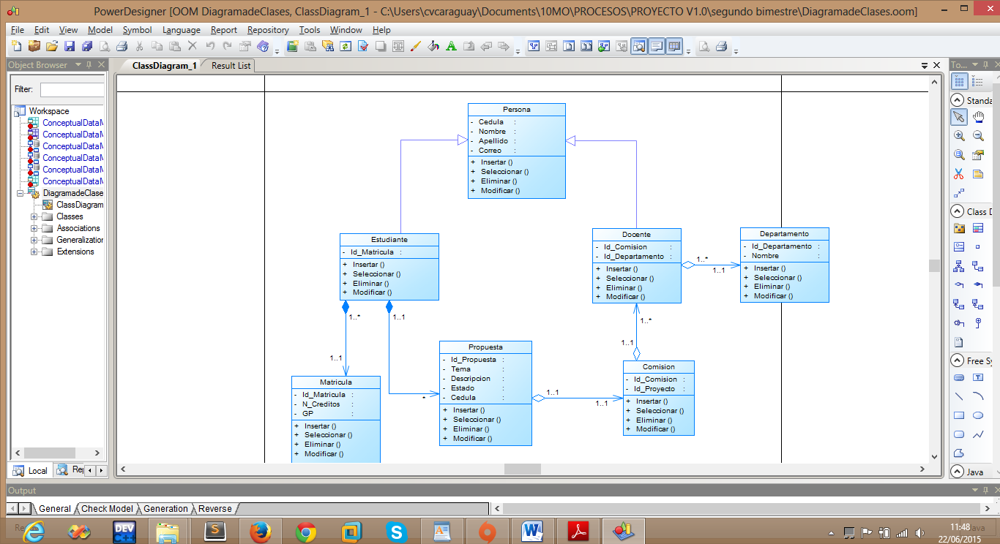 PowerDesigner [OOM DiagramadeClases, ClassDiagram_1 - C:\Users\cvcaraguay\Documents\10MO\PROCESOS\PROYECTO V1.0\segundo bimestre\DiagramadeClases.oom]
File Edit View Model Symbol Language Report Repository Tools Window Help
Object Browser
Filter:
Workspace
ConceptualDataM
ConceptualDataM
ConceptualDataM
ConceptualDataM
ConceptualDataM
ConceptualDataM
DiagramadeClase
ClassDiagram
Classes
Associations
Generalization
Extensions
Local Rep
ClassDiagram_1 Result List
Persona
- Cedula :
- Nombre :
- Apellido :
- Correo :
+ Insertar ()
+ Seleccionar ()
+ Eliminar ()
+ Modificar ()
Estudiante
- Id_Matricula :
+ Insertar ()
+ Seleccionar ()
+ Eliminar ()
+ Modificar ()
1..*
1..1
1..1
*
Docente
- Id_Comision :
- Id_Departamento :
+ Insertar ()
+ Seleccionar ()
+ Eliminar ()
+ Modificar ()
1..*
1..1
Departamento
- Id_Departamento :
- Nombre :
+ Insertar ()
+ Seleccionar ()
+ Eliminar ()
+ Modificar ()
1..*
1..1
Matricula
- Id_Matricula :
- N_Creditos :
- GP :
+ Insertar ()
+ Seleccionar ()
+ Eliminar ()
+ Modificar ()
Propuesta
- Id_Propuesta :
- Tema :
- Descripcion :
- Estado :
- Cedula :
+ Insertar ()
+ Seleccionar ()
+ Eliminar ()
+ Modificar ()
1..1
1..1
Comision
- Id_Comision :
- Id_Proyecto :
+ Insertar ()
+ Seleccionar ()
+ Eliminar ()
+ Modificar ()
To...
Standa
Class D
Free Sy
Java
Output
General Check Model Generation Reverse
DEV
C++
S
W
11:48
22/06/2015